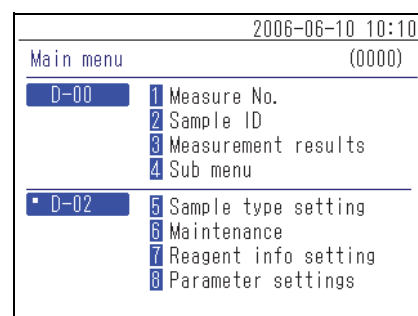 2006-06-10 10:10
Main menu (0000)
D-00 1 Measure No.
2 Sample ID
3 Measurement results
4 Sub menu
D-02 5 Sample type setting
6 Maintenance
7 Reagent info setting
8 Parameter settings